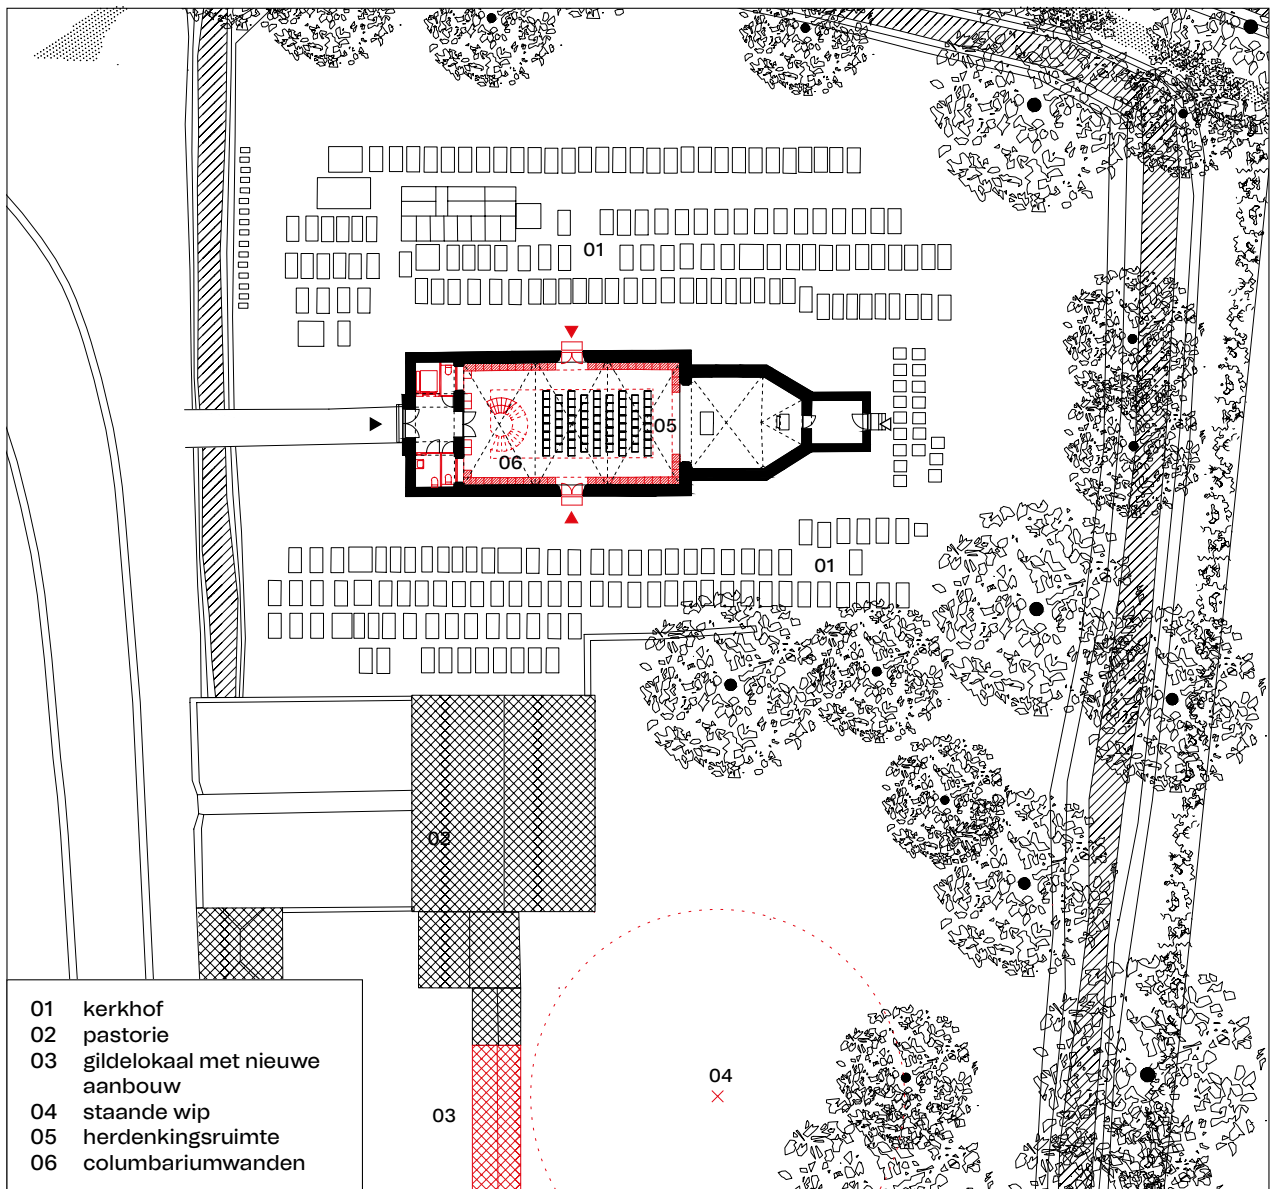 01
05
06
01
02
04
03
01 kerkhof
02 pastorie
03 gildelokaal met nieuwe
aanbouw
04 staande wip
05 herdenkingsruimte
06 columbariumwanden